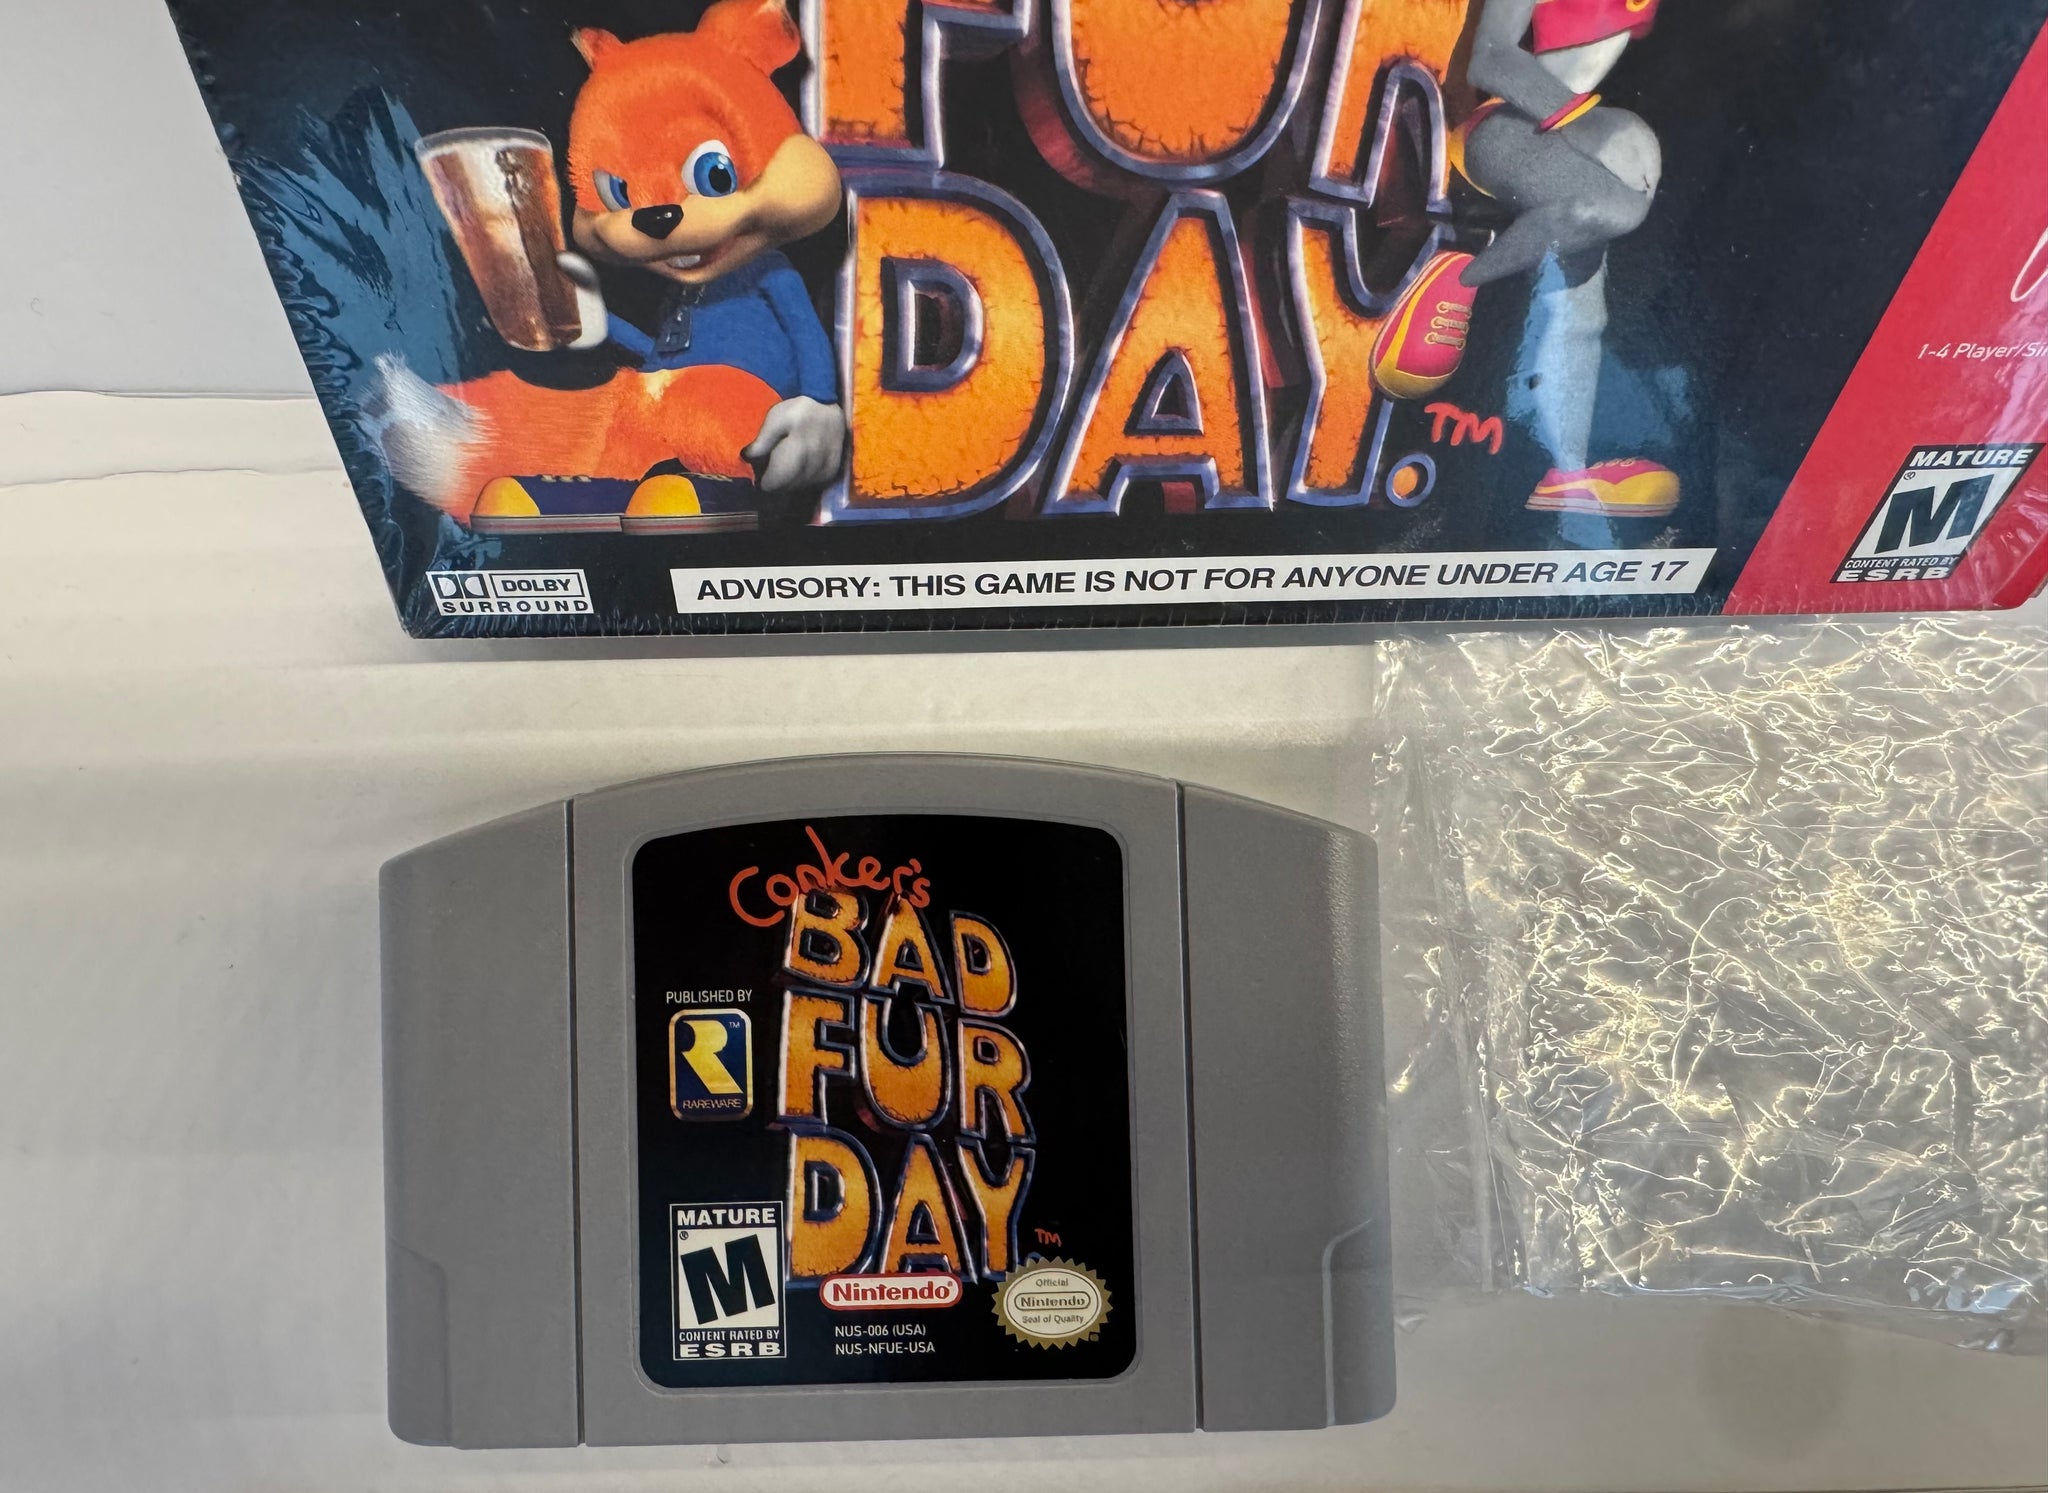 FUR
DAY.
TM
1-4 Player/Si
MATURE
M
CONTENT RATED BY
ESRB
DOLBY
SURROUND
ADVISORY: THIS GAME IS NOT FOR ANYONE UNDER AGE 17
Conker's
BAD
FUR
DAY.
TM
PUBLISHED BY
R
TM
RAREWARE
MATURE
M
CONTENT RATED BY
ESRB
Nintendo®
NUS-006 (USA)
NUS-NFUE-USA
Official
Nintendo
Seal of Quality